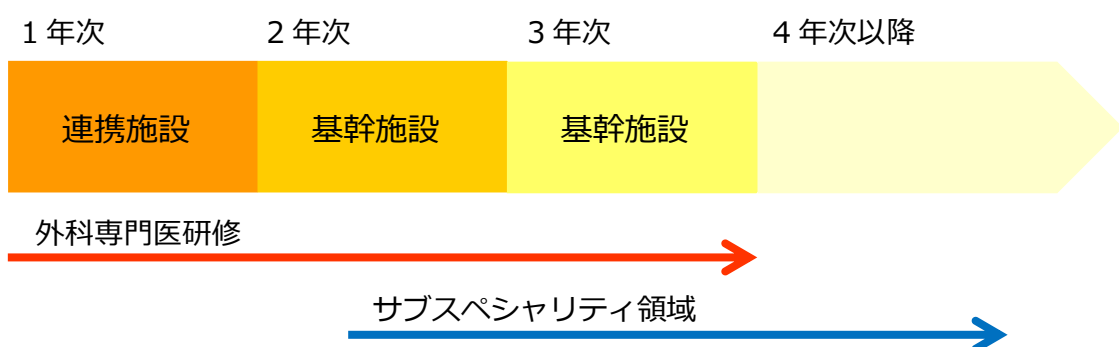 1年次 2年次 3年次 4年次以降
連携施設 基幹施設 基幹施設
外科専門医研修
サブスペシャリティ領域